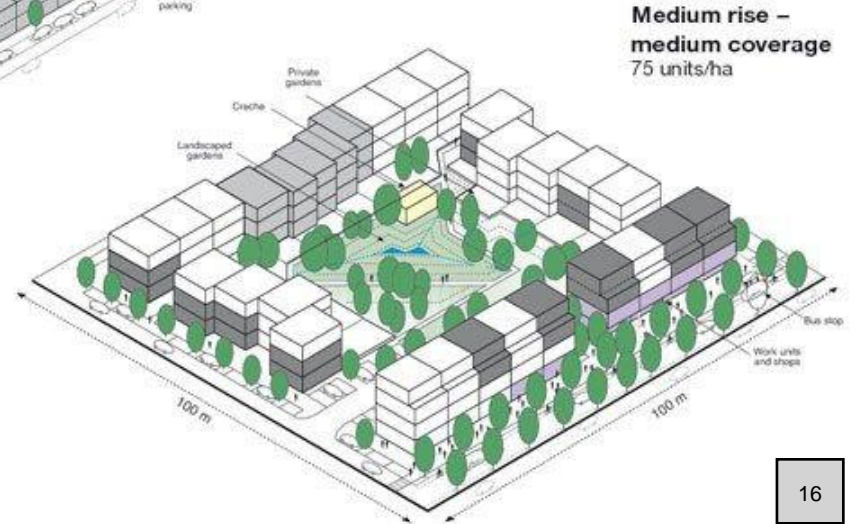 parking
Medium rise –
medium coverage
75 units/ha
Private
gardens
Creche
Landscaped
gardens
Bus stop
Work units
and shops
100 m
100 m
16